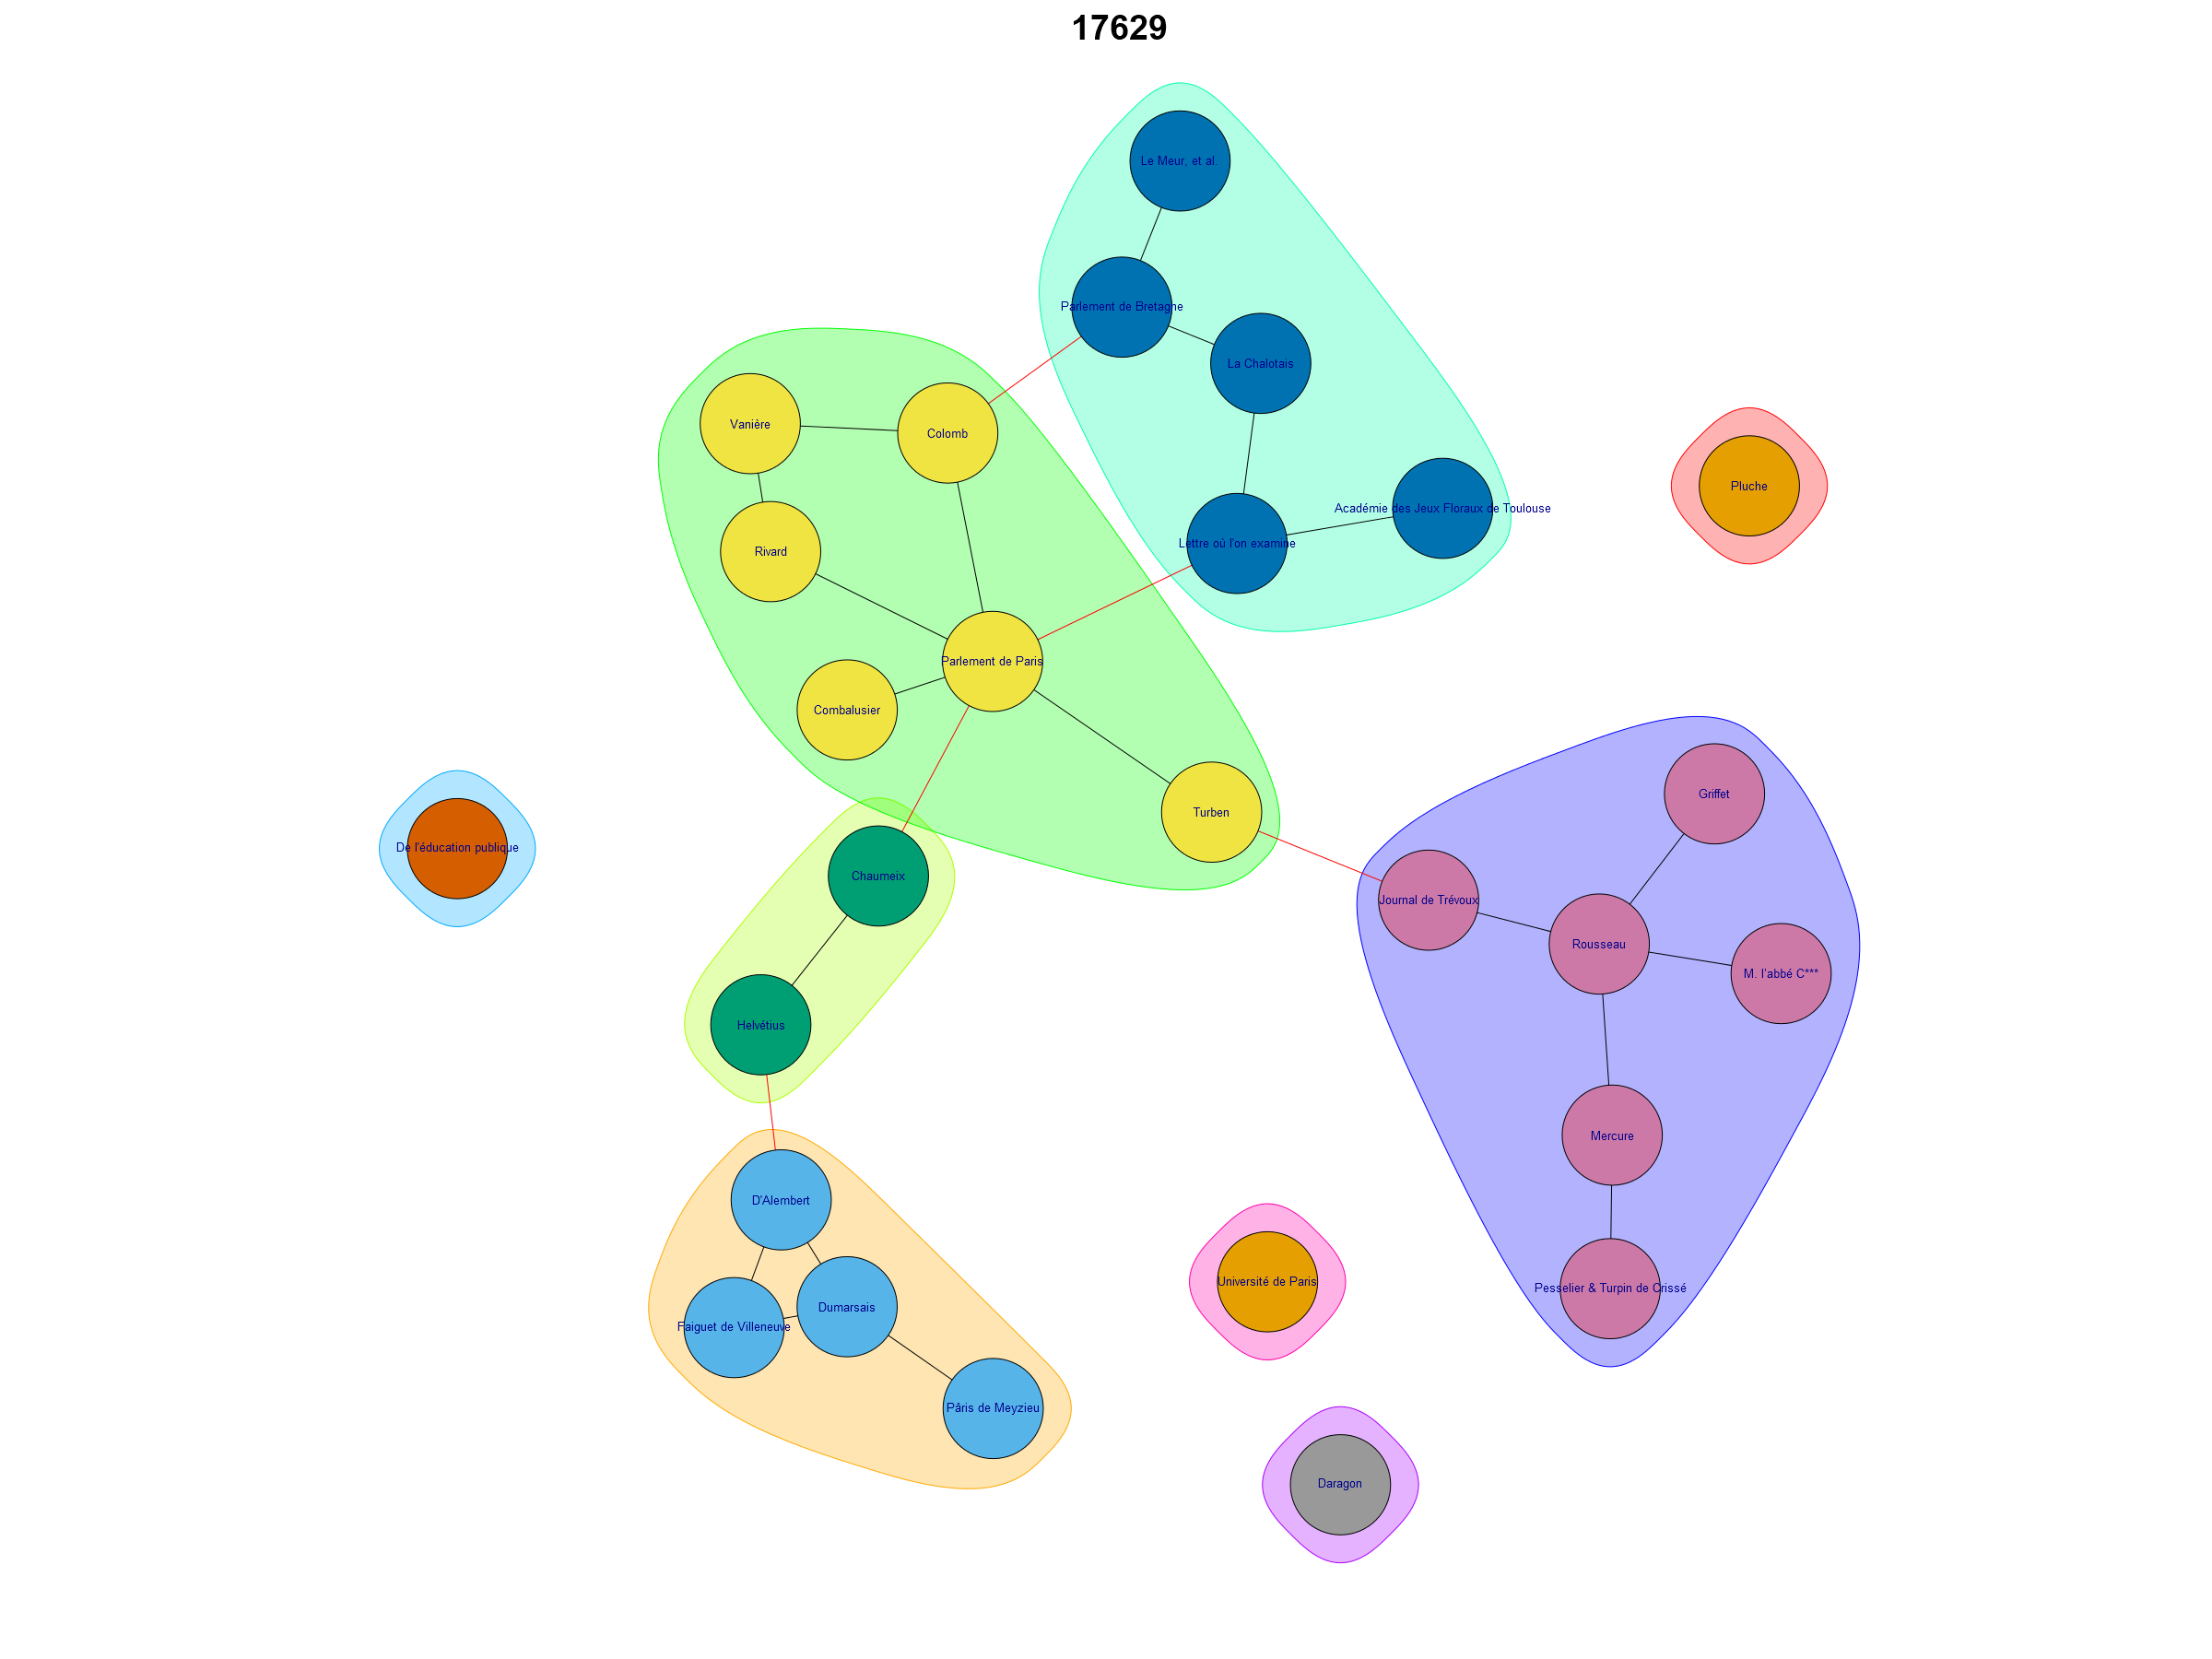 17629
Le Meur, et al.
Parlement de Bretagne
La Chalotais
Vanière
Colomb
Pluche
Académie des Jeux Floraux de Toulouse
Lettre où l'on examine
Rivard
Parlement de Paris
Combalusier
Griffet
Turben
De l'éducation publique
Chaumeix
Journal de Trévoux
Rousseau
M. l'abbé C***
Helvétius
Mercure
D'Alembert
Université de Paris
Pesselier & Turpin de Crissé
Dumarsais
Faiguet de Villeneuve
Pâris de Meyzieu
Daragon